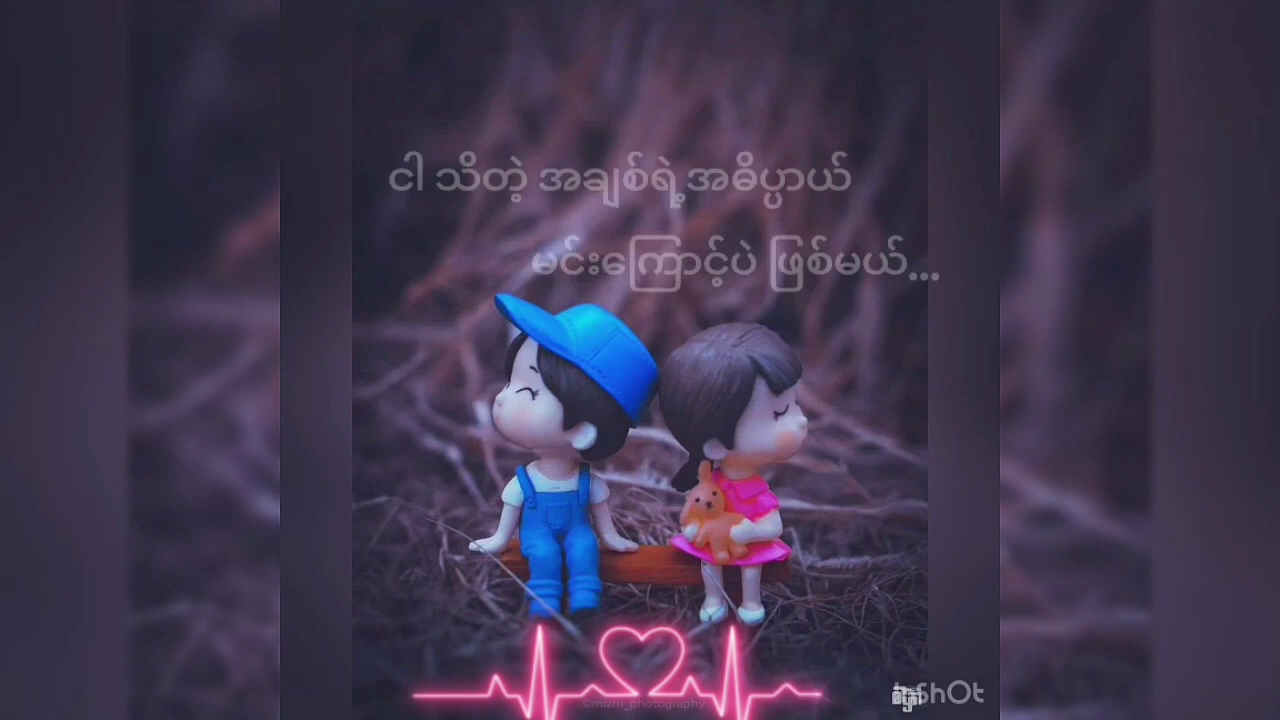 ငါ သိတဲ့ အချစ်ရဲ့ အဓိပ္ပာယ်
မင်းကြောင့်ပဲ ဖြစ်မယ်...
©mizhi_photography